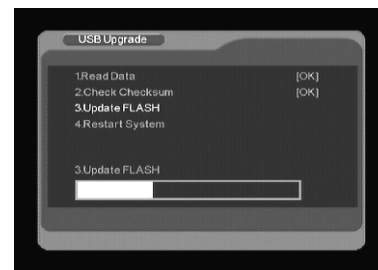 USB Upgrade
1.Read Data [OK]
2.Check Checksum [OK]
3.Update FLASH
4.Restart System
3.Update FLASH